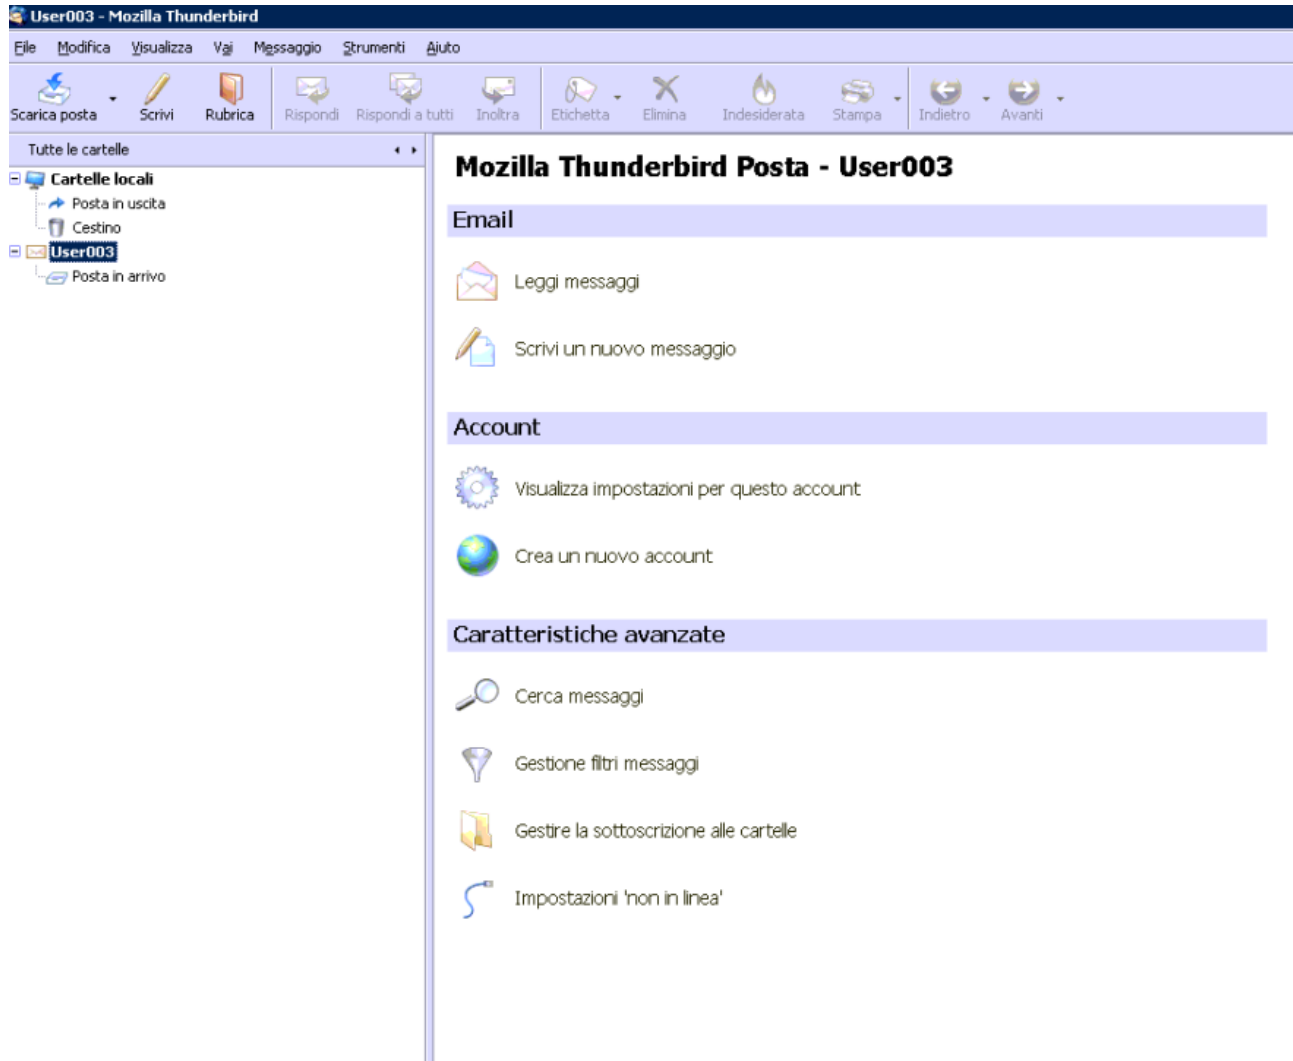 User003 - Mozilla Thunderbird
File Modifica Visualizza Vai Messaggio Strumenti Aiuto
Scarica posta Scrivi Rubrica Rispondi Rispondi a tutti Inoltra Etichetta Elimina Indesiderata Stampa Indietro Avanti
Tutte le cartelle
Cartelle locali
Posta in uscita
Cestino
User003
Posta in arrivo
Mozilla Thunderbird Posta - User003
Email
Leggi messaggi
Scrivi un nuovo messaggio
Account
Visualizza impostazioni per questo account
Crea un nuovo account
Caratteristiche avanzate
Cerca messaggi
Gestione filtri messaggi
Gestire la sottoscrizione alle cartelle
Impostazioni 'non in linea'